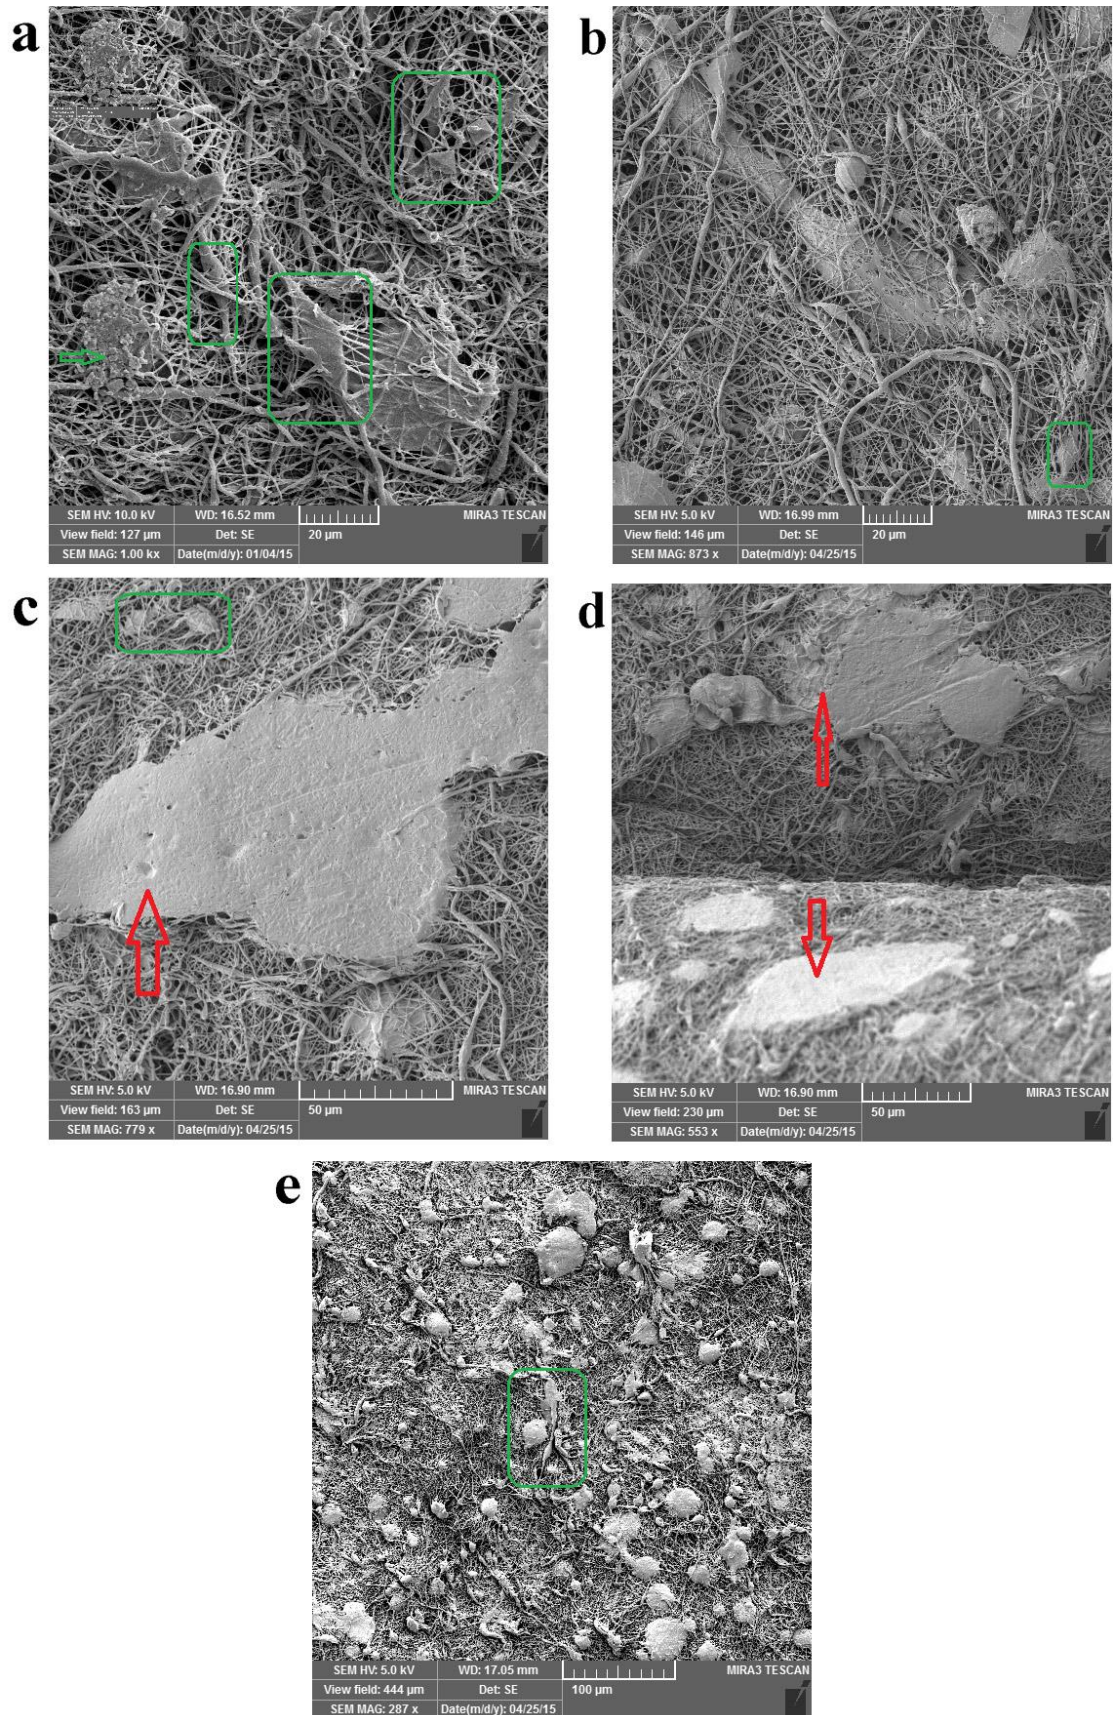 a
SEM HV: 10.0 kV WD: 16.52 mm MIRA3 TESCAN
View field: 127 µm Det: SE 20 µm
SEM MAG: 1.00 kx Date(m/d/y): 01/04/15
b
SEM HV: 5.0 kV WD: 16.99 mm MIRA3 TESCAN
View field: 146 µm Det: SE 20 µm
SEM MAG: 873 x Date(m/d/y): 04/25/15
c
SEM HV: 5.0 kV WD: 16.90 mm MIRA3 TESCAN
View field: 163 µm Det: SE 50 µm
SEM MAG: 779 x Date(m/d/y): 04/25/15
d
SEM HV: 5.0 kV WD: 16.90 mm MIRA3 TESCAN
View field: 230 µm Det: SE 50 µm
SEM MAG: 553 x Date(m/d/y): 04/25/15
e
SEM HV: 5.0 kV WD: 17.05 mm MIRA3 TESCAN
View field: 444 µm Det: SE 100 µm
SEM MAG: 287 x Date(m/d/y): 04/25/15